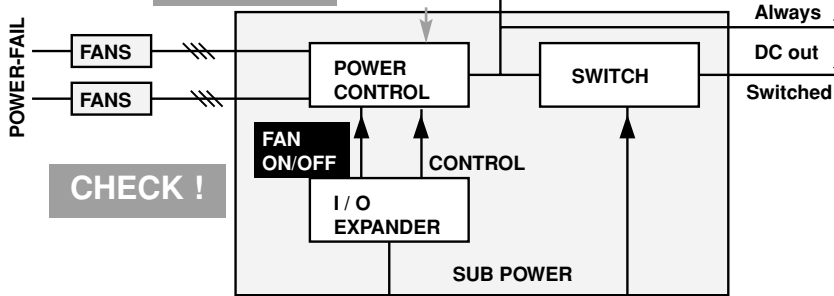 Always
POWER-FAIL
FANS
POWER
CONTROL
SWITCH
DC out
FANS
Switched
FAN
ON/OFF
CONTROL
CHECK !
I / O
EXPANDER
SUB POWER